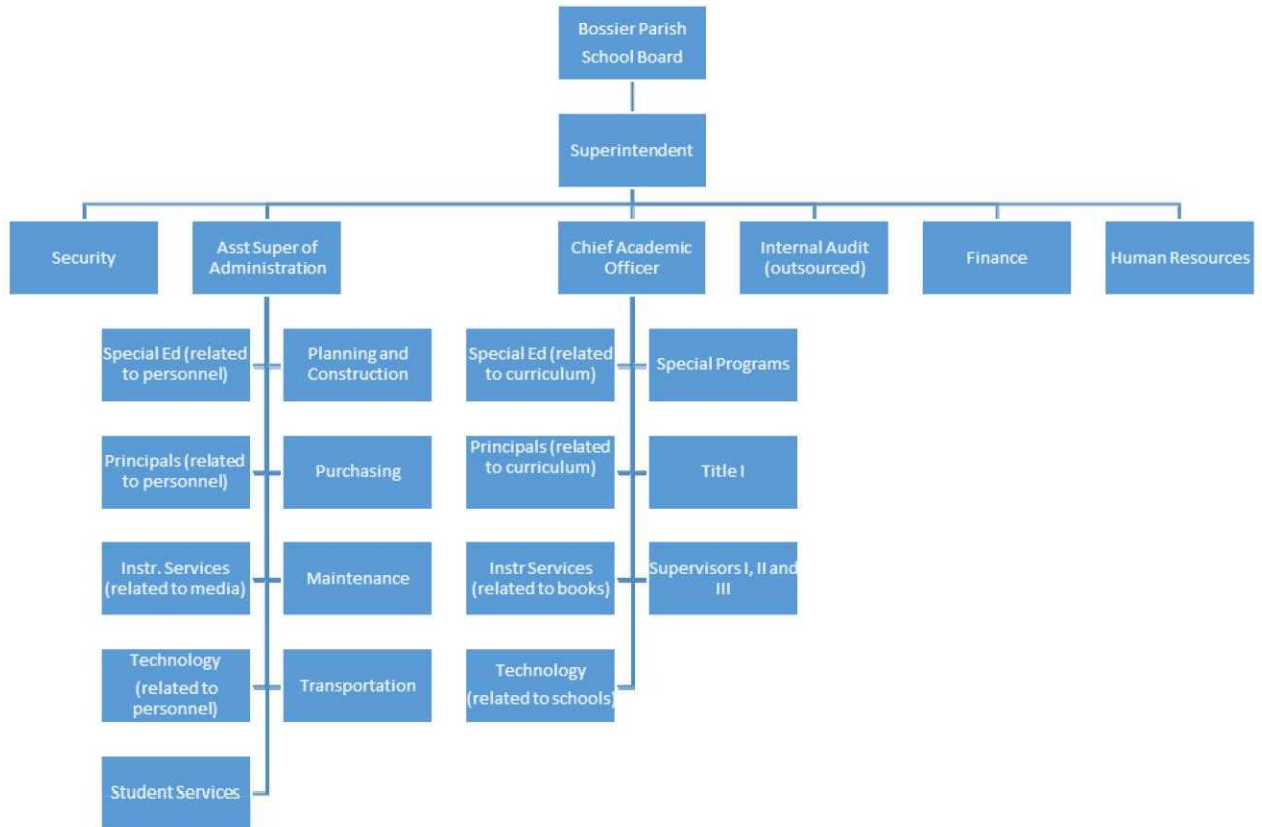 Bossier Parish
School Board
Superintendent
Security
Asst Super of
Administration
Chief Academic
Officer
Internal Audit
(outsourced)
Finance
Human Resources
Special Ed (related
to personnel)
Planning and
Construction
Special Ed (related
to curriculum)
Special Programs
Principals (related
to personnel)
Purchasing
Principals (related
to curriculum)
Title I
Instr. Services
(related to media)
Maintenance
Instr Services
(related to books)
Supervisors I, II and
III
Technology
(related to
personnel)
Transportation
Technology
(related to schools)
Student Services